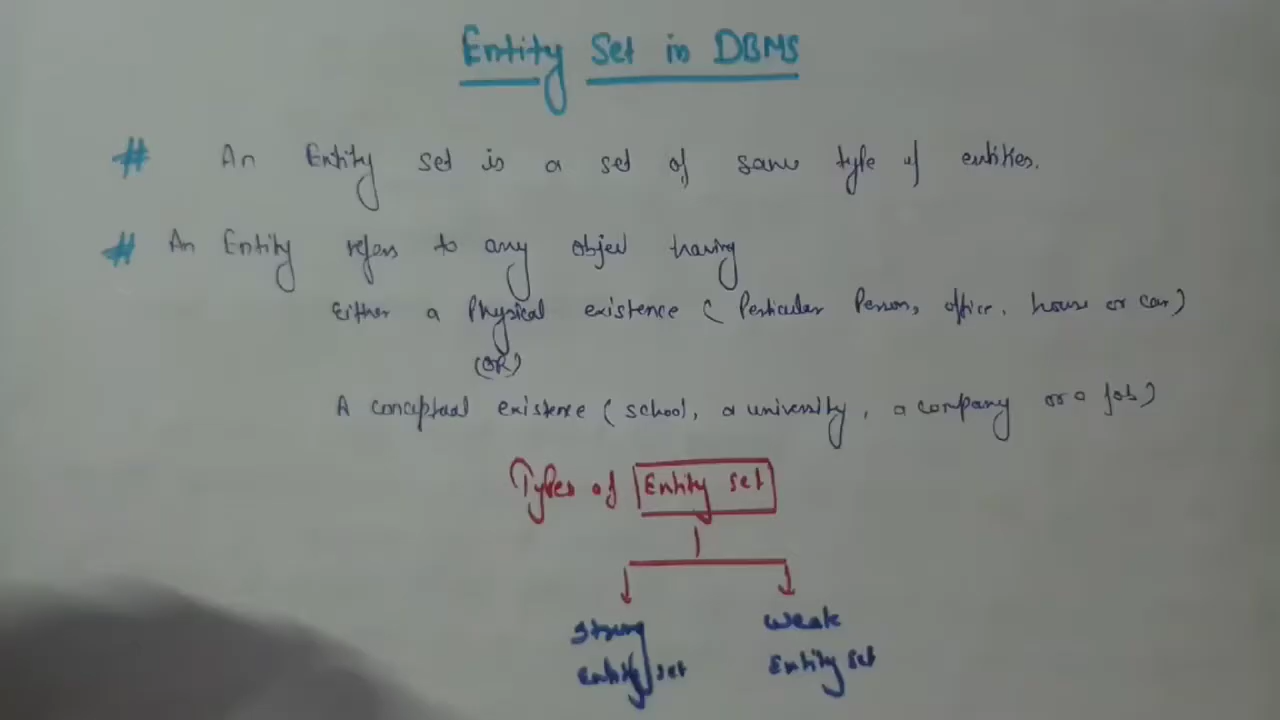 Entity Set in DBMS
# An Entity set is a set of same type of entities.
# An Entity refers to any object having
Either a Physical existence ( Perticular Person, office, house or car)
(OR)
A conceptual existence ( school, a university, a company or a job)
Types of Entity set
Strong entity set
Weak Entity set